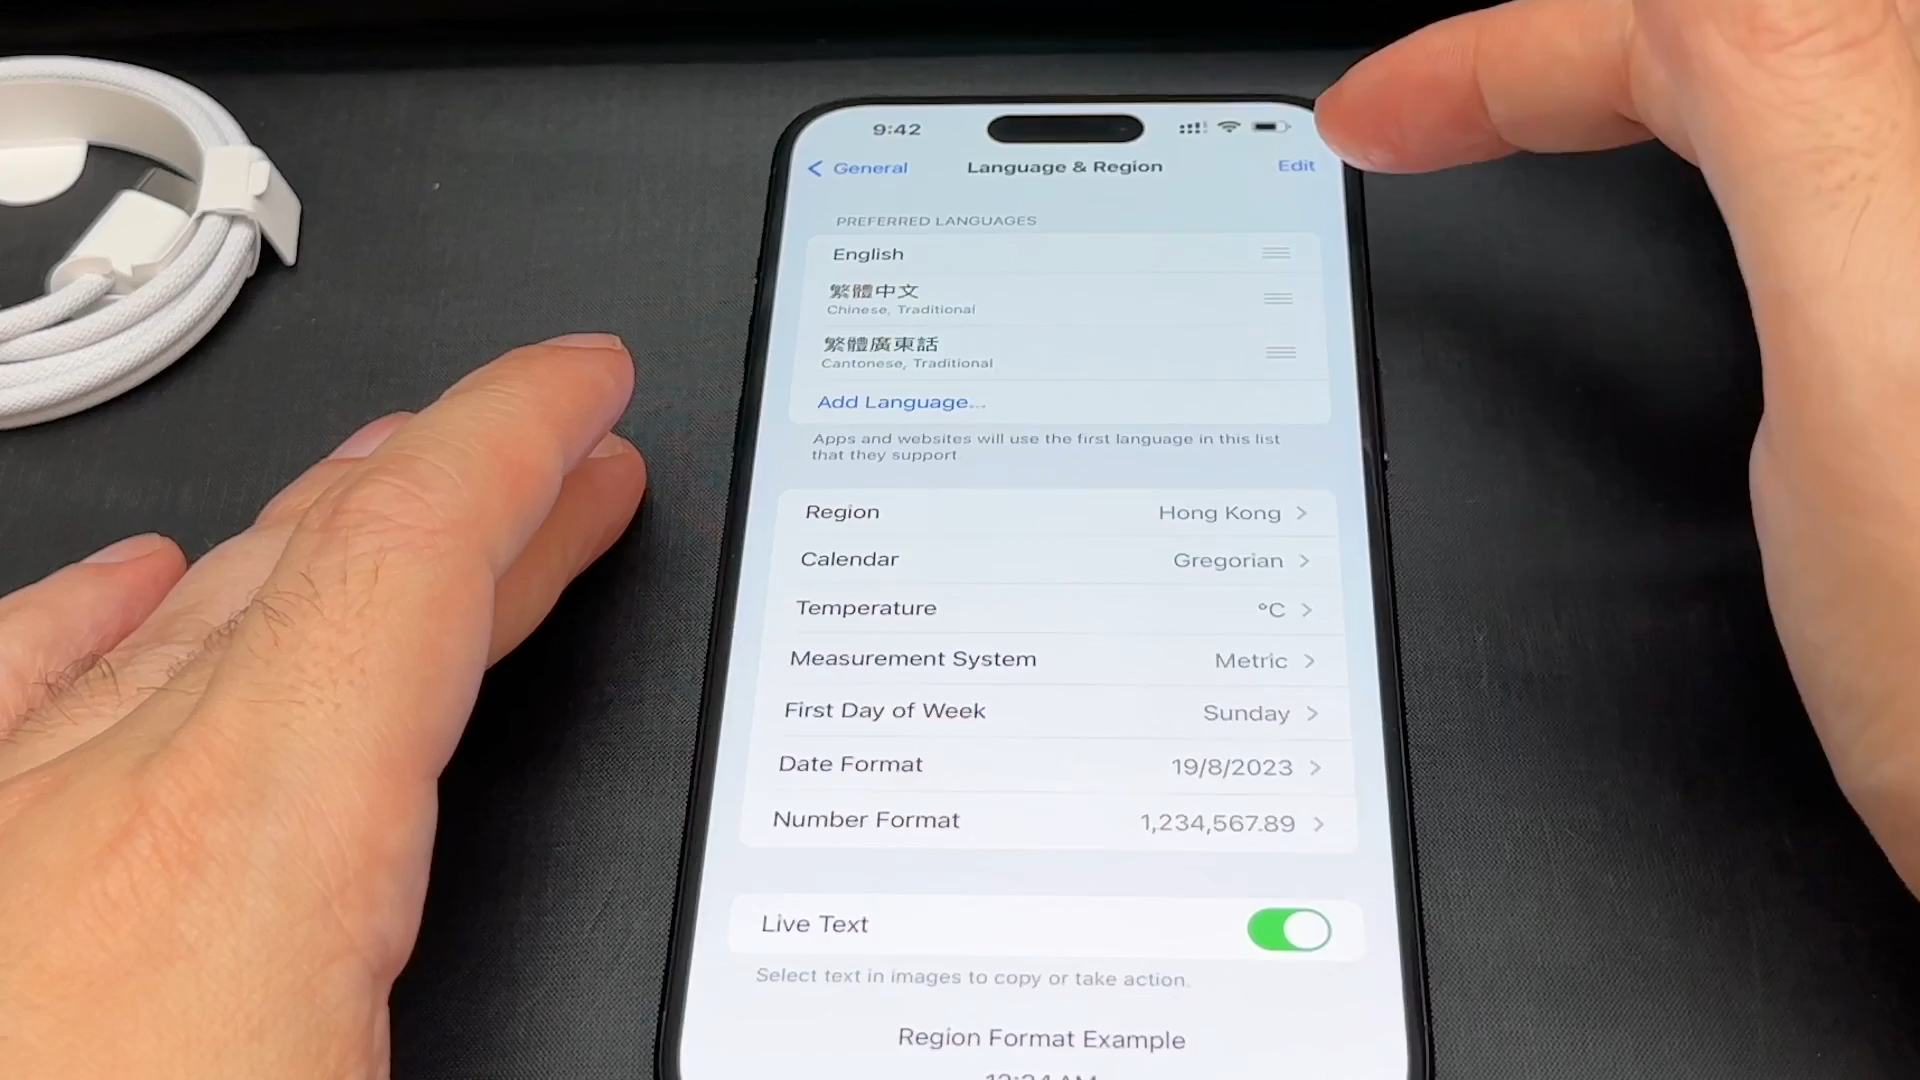 9:42
General
Language & Region
Edit
PREFERRED LANGUAGES
English
繁體中文
Chinese, Traditional
繁體廣東話
Cantonese, Traditional
Add Language...
Apps and websites will use the first language in this list
that they support
Region Hong Kong
Calendar Gregorian
Temperature °C
Measurement System Metric
First Day of Week Sunday
Date Format 19/8/2023
Number Format 1,234,567.89
Live Text
Select text in images to copy or take action.
Region Format Example